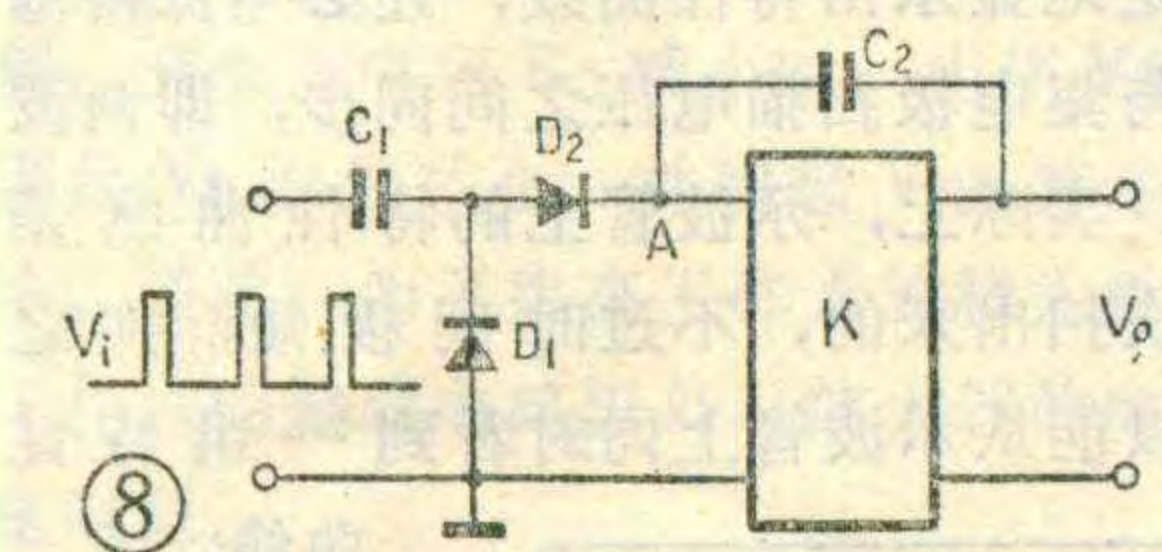 C₂
C₁
D₂
A
Vᵢ
D₁
K
Vₒ
⑧